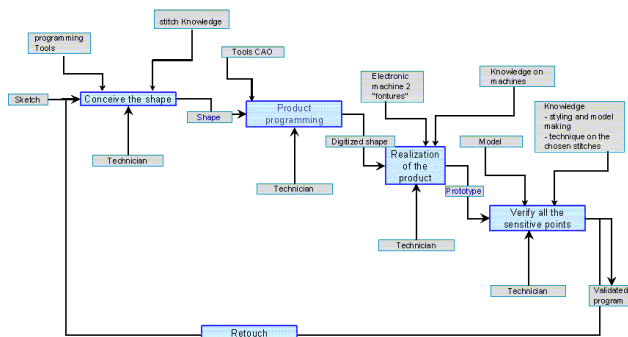 stitch Knowledge
programming
Tools
Tools CAO
Sketch
Conceive the shape
Shape
Product
programming
Electronic
machine 2
"fontures"
Knowledge on
machines
Knowledge
- styling and model
making
- technique on the
chosen stitches
Technician
Digitized shape
Realization
of the
product
Model
Technician
Prototype
Verify all the
sensitive points
Technician
Technician
Validated
program
Retouch